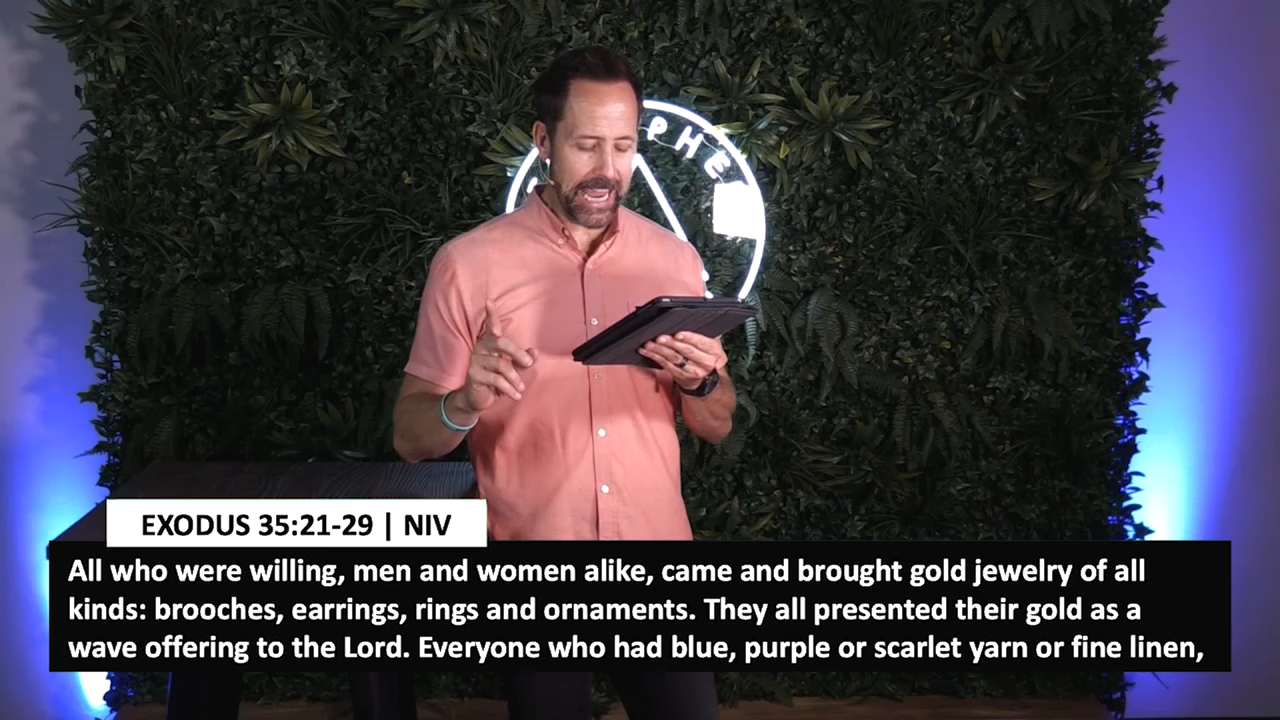 PHE
EXODUS 35:21-29 | NIV
All who were willing, men and women alike, came and brought gold jewelry of all
kinds: brooches, earrings, rings and ornaments. They all presented their gold as a
wave offering to the Lord. Everyone who had blue, purple or scarlet yarn or fine linen,